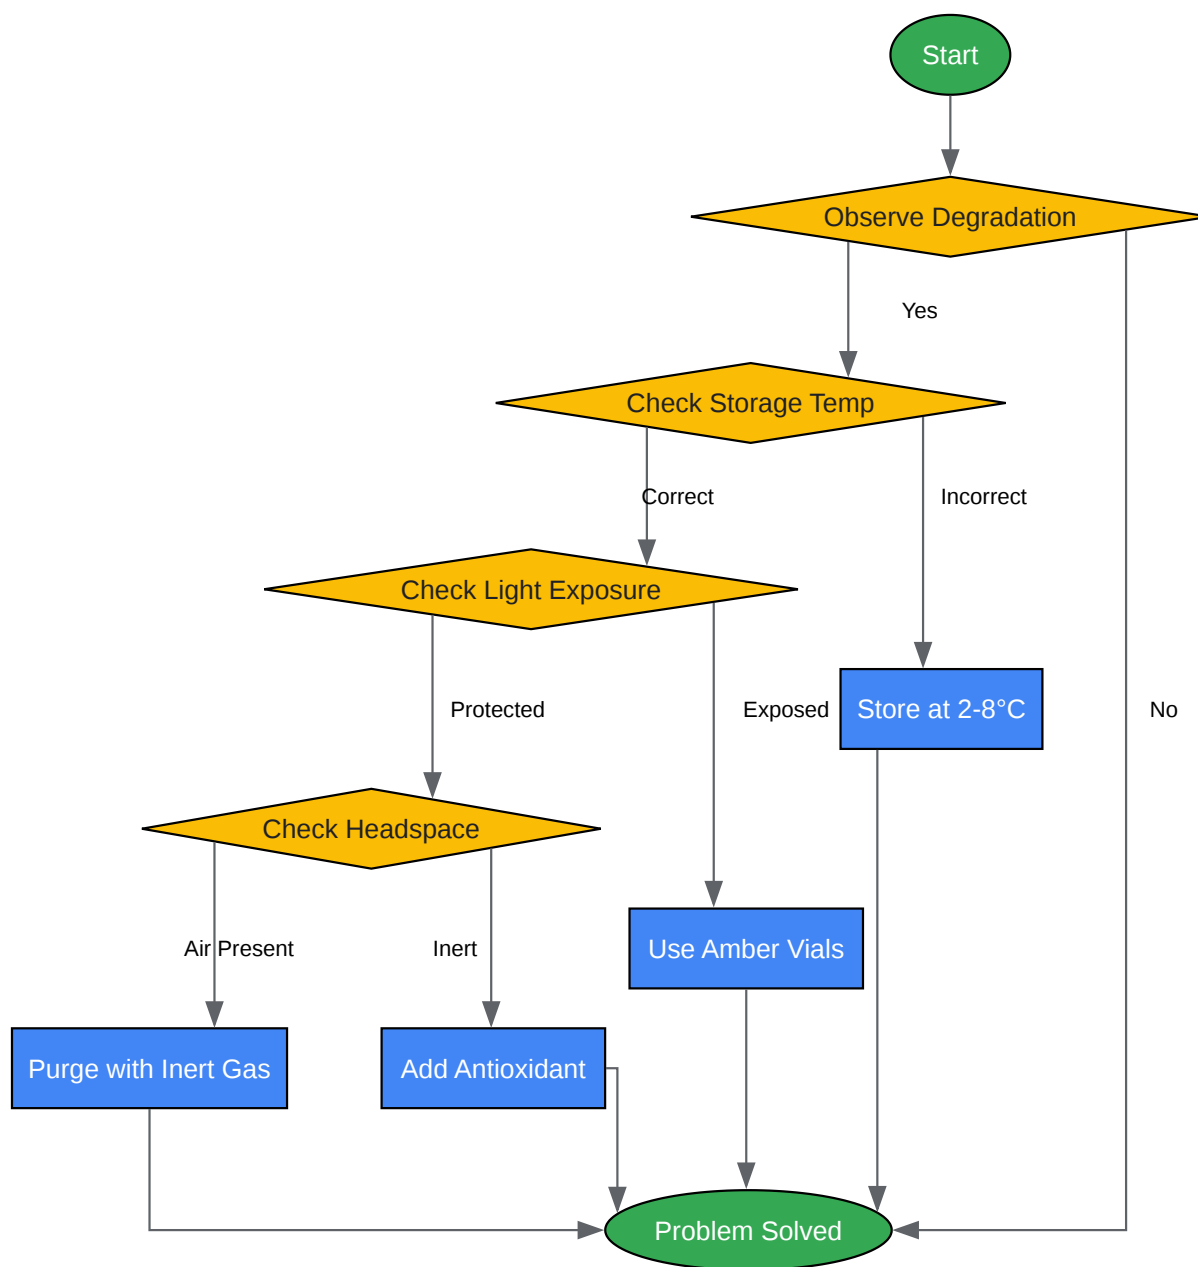 Start
Observe Degradation
Yes
Check Storage Temp
Correct
Incorrect
Check Light Exposure
Protected
Exposed
Store at 2-8°C
No
Check Headspace
Air Present
Inert
Use Amber Vials
Purge with Inert Gas
Add Antioxidant
Problem Solved